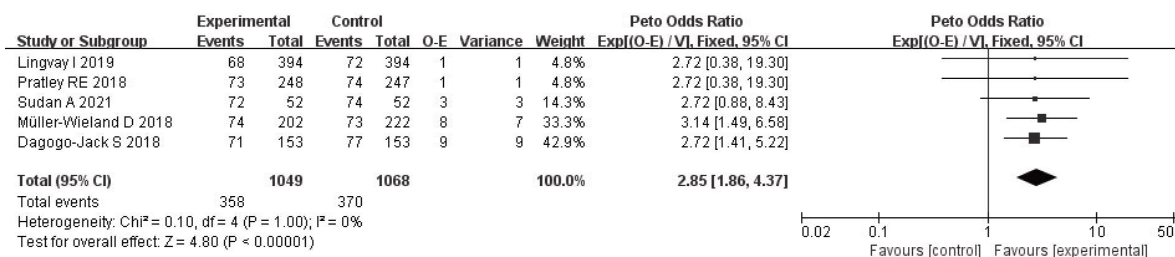 Experimental Control Peto Odds Ratio Peto Odds Ratio
Study or Subgroup Events Total Events Total O-E Variance Weight Exp[(O-E) / V], Fixed, 95% CI Exp[(O-E) / V], Fixed, 95% CI
Lingvay I 2019 68 394 72 394 1 1 4.8% 2.72 [0.38, 19.30]
Pratley RE 2018 73 248 74 247 1 1 4.8% 2.72 [0.38, 19.30]
Sudan A 2021 72 52 74 52 3 3 14.3% 2.72 [0.88, 8.43]
Müller-Wieland D 2018 74 202 73 222 8 7 33.3% 3.14 [1.49, 6.58]
Dagogo-Jack S 2018 71 153 77 153 9 9 42.9% 2.72 [1.41, 5.22]
Total (95% CI) 1049 1068 100.0% 2.85 [1.86, 4.37]
Total events 358 370
Heterogeneity: Chi² = 0.10, df = 4 (P = 1.00); I² = 0%
Test for overall effect: Z = 4.80 (P < 0.00001)
0.02 0.1 1 10 50
Favours [control] Favours [experimental]